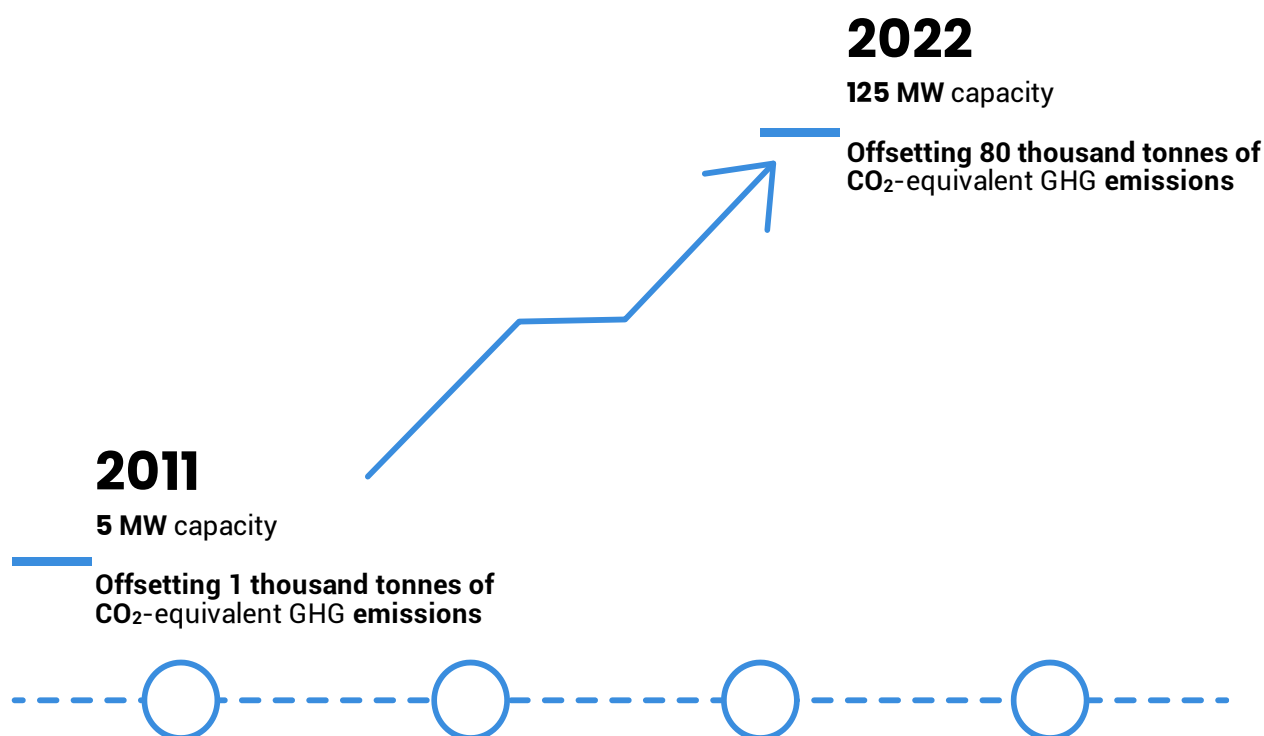 2022
125 MW capacity
Offsetting 80 thousand tonnes of
CO₂-equivalent GHG emissions
2011
5 MW capacity
Offsetting 1 thousand tonnes of
CO₂-equivalent GHG emissions